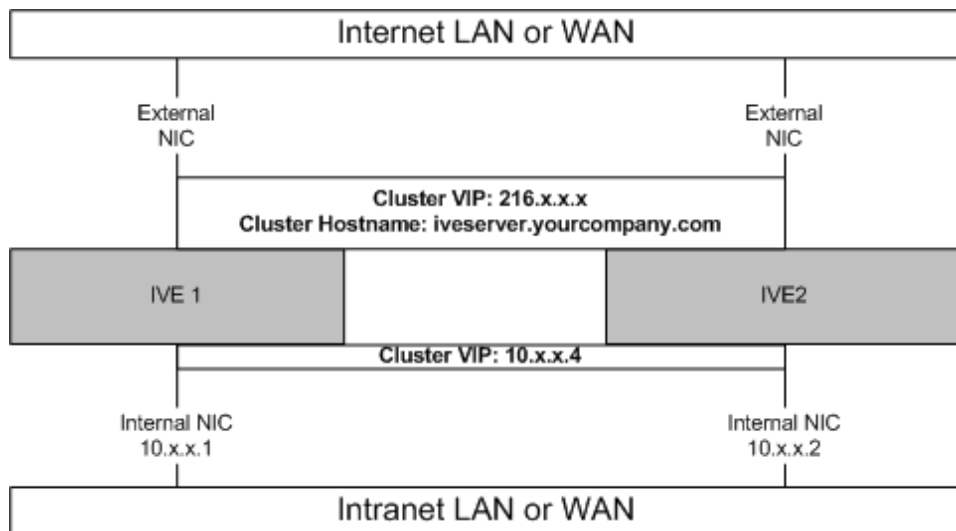 Internet LAN or WAN
External
NIC
External
NIC
Cluster VIP: 216.x.x.x
Cluster Hostname: iveserver.yourcompany.com
IVE 1
IVE2
Cluster VIP: 10.x.x.4
Internal NIC
10.x.x.1
Internal NIC
10.x.x.2
Intranet LAN or WAN